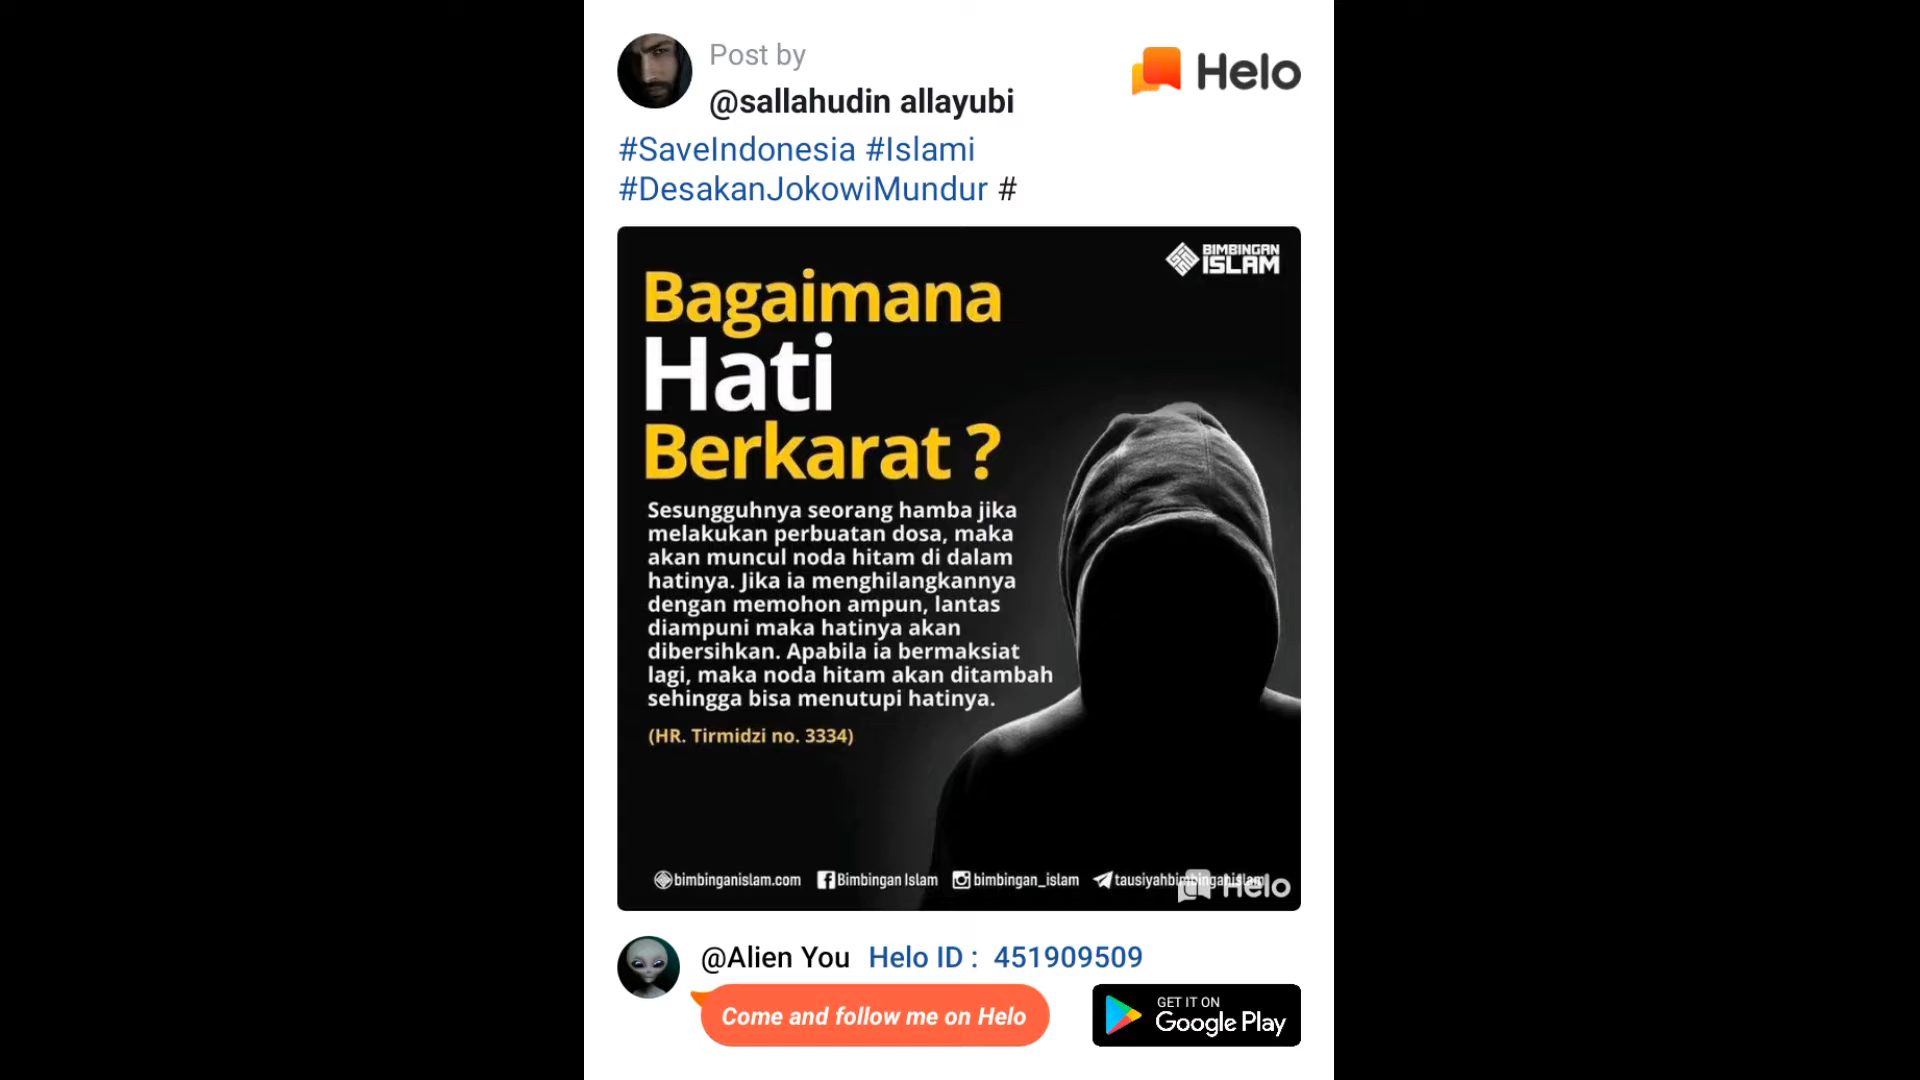 Post by
@sallahudin allayubi
Helo
#SaveIndonesia #Islami
#DesakanJokowiMundur #
BIMBINGAN
ISLAM
Bagaimana
Hati
Berkarat ?
Sesungguhnya seorang hamba jika
melakukan perbuatan dosa, maka
akan muncul noda hitam di dalam
hatinya. Jika ia menghilangkannya
dengan memohon ampun, lantas
diampuni maka hatinya akan
dibersihkan. Apabila ia bermaksiat
lagi, maka noda hitam akan ditambah
sehingga bisa menutupi hatinya.
(HR. Tirmidzi no. 3334)
bimbinganislam.com Bimbingan Islam bimbingan_islam tausiyahbimbinganislam
Helo
@Alien You Helo ID : 451909509
Come and follow me on Helo
GET IT ON
Google Play